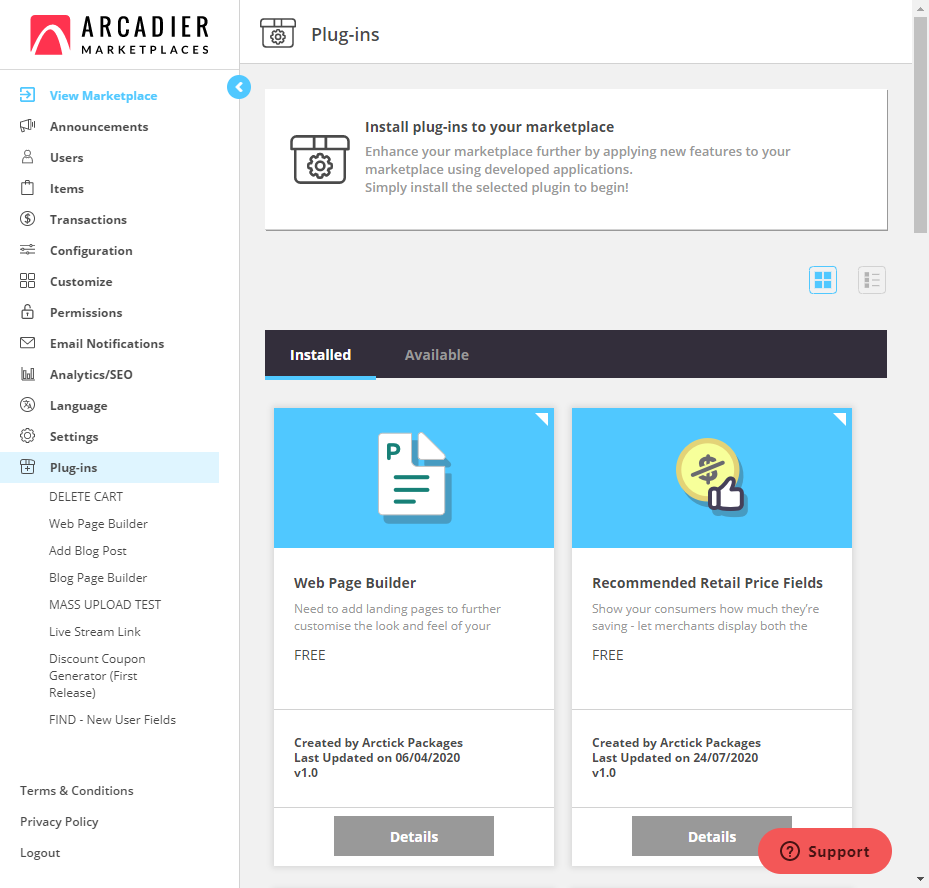 ARCADIER
MARKETPLACES
View Marketplace
Announcements
Users
Items
Transactions
Configuration
Customize
Permissions
Email Notifications
Analytics/SEO
Language
Settings
Plug-ins
DELETE CART
Web Page Builder
Add Blog Post
Blog Page Builder
MASS UPLOAD TEST
Live Stream Link
Discount Coupon
Generator (First
Release)
FIND - New User Fields
Terms & Conditions
Privacy Policy
Logout
Plug-ins
Install plug-ins to your marketplace
Enhance your marketplace further by applying new features to your
marketplace using developed applications.
Simply install the selected plugin to begin!
Installed
Available
P
Web Page Builder
Need to add landing pages to further
customise the look and feel of your
FREE
Created by Arctick Packages
Last Updated on 06/04/2020
v1.0
Details
$
Recommended Retail Price Fields
Show your consumers how much they're
saving - let merchants display both the
FREE
Created by Arctick Packages
Last Updated on 24/07/2020
v1.0
Details
Support